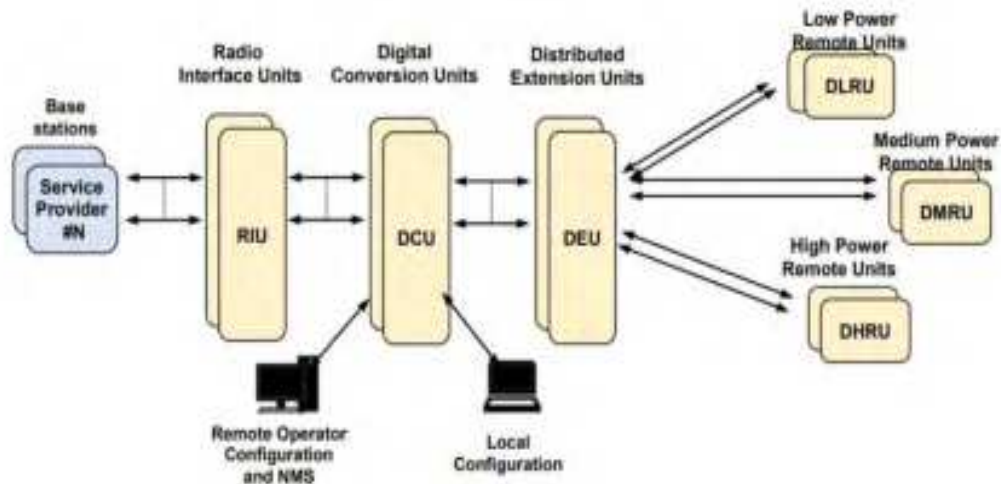 Low Power
Remote Units
DLRU
Radio
Interface Units
Digital
Conversion Units
Distributed
Extension Units
Base
stations
Service
Provider
#N
RIU
DCU
DEU
Medium Power
Remote Units
DMRU
High Power
Remote Units
DHRU
Remote Operator
Configuration
and NMS
Local
Configuration